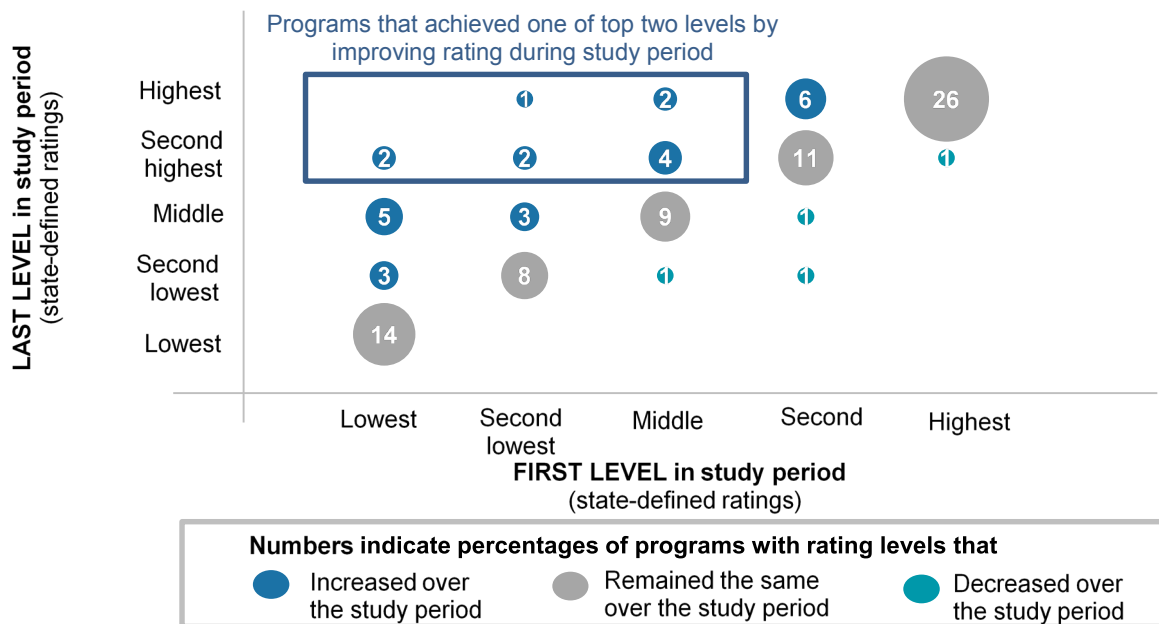 Programs that achieved one of top two levels by
improving rating during study period
LAST LEVEL in study period
(state-defined ratings)
Highest
1
2
6
26
Second
highest
2
2
4
11
1
Middle
5
3
9
1
Second
lowest
3
8
1
1
Lowest
14
Lowest
Second
lowest
Middle
Second
Highest
FIRST LEVEL in study period
(state-defined ratings)
Numbers indicate percentages of programs with rating levels that
Increased over
the study period
Remained the same
over the study period
Decreased over
the study period